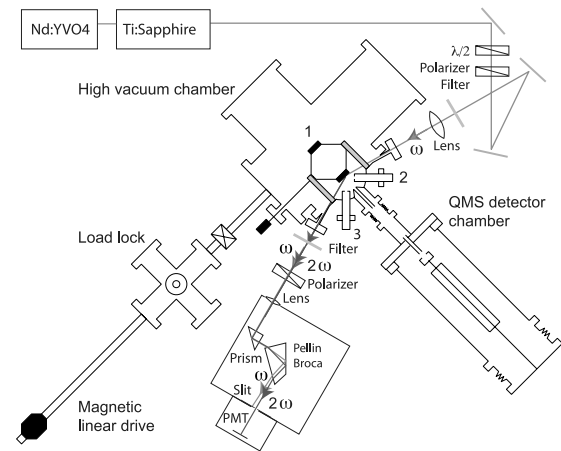 Nd:YVO4
Ti:Sapphire
λ/2
Polarizer
Filter
High vacuum chamber
1
ω
Lens
2
QMS detector
chamber
3
Load lock
Filter
ω
2ω
Polarizer
Lens
Prism
Pellin
Broca
ω
Slit
2ω
PMT
Magnetic
linear drive